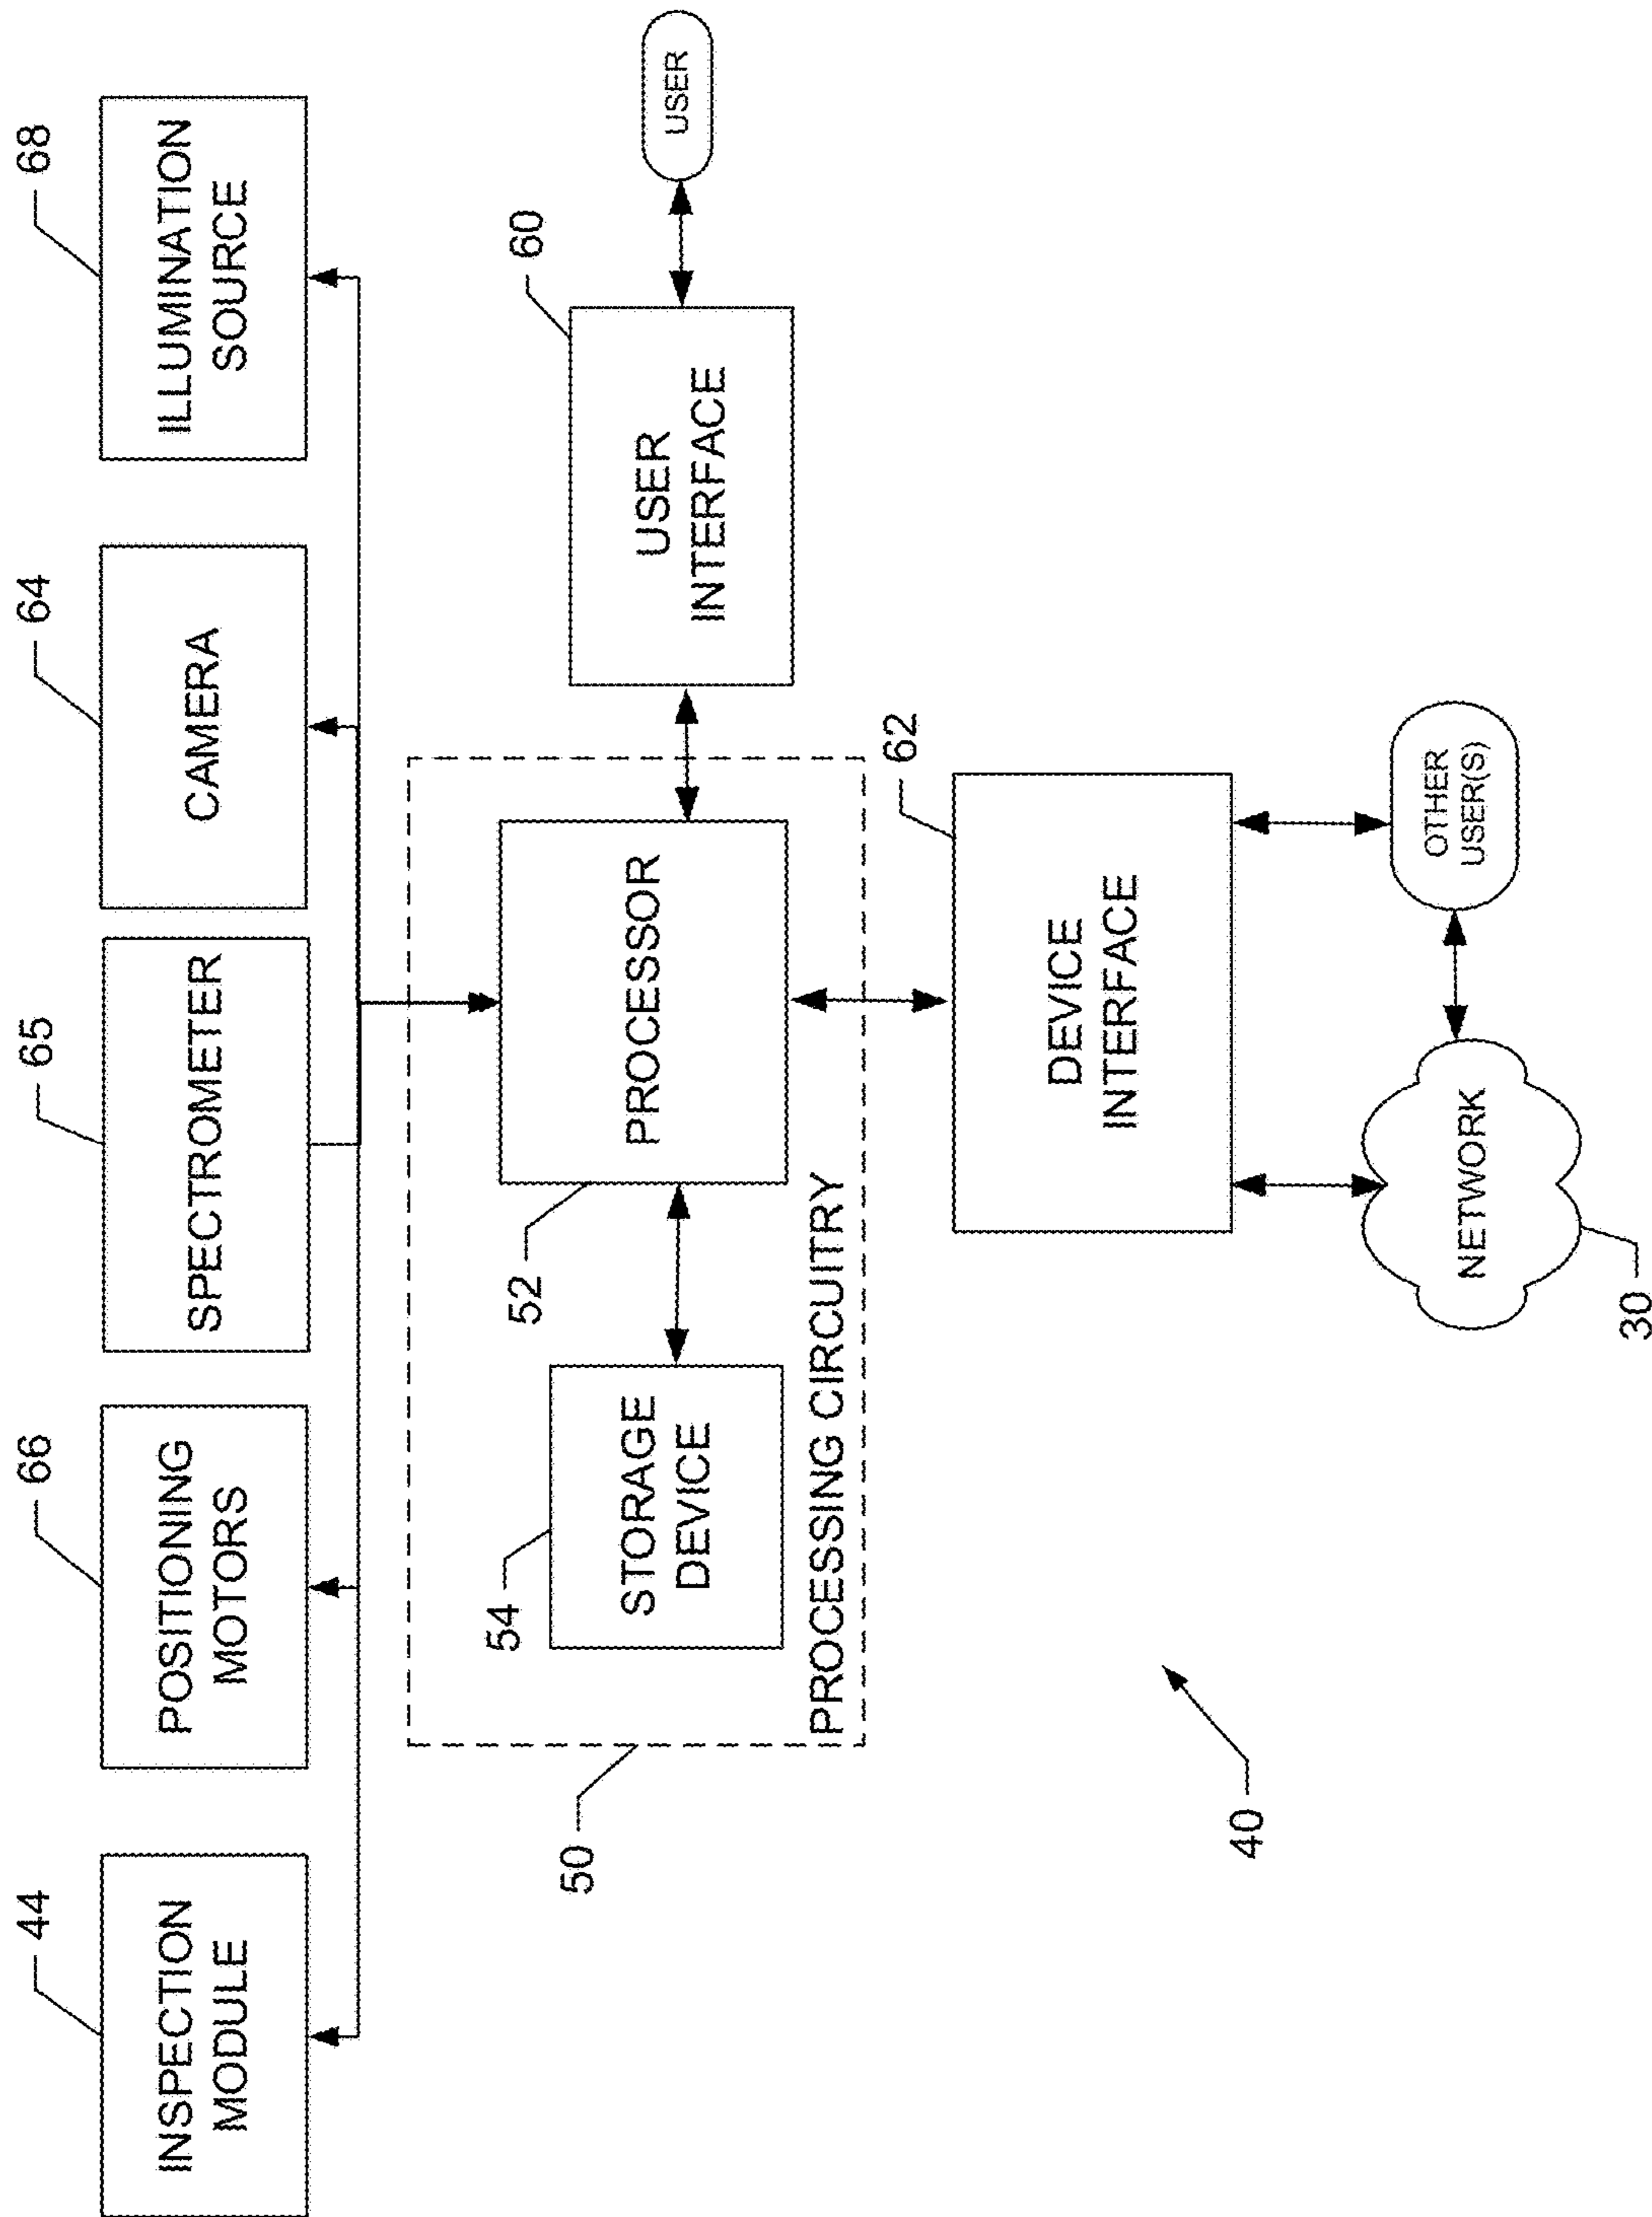 44
66
65
64
68
INSPECTION
MODULE
POSITIONING
MOTORS
SPECTROMETER
CAMERA
ILLUMINATION
SOURCE
50
54
52
60
STORAGE
DEVICE
PROCESSOR
USER
INTERFACE
USER
PROCESSING CIRCUITRY
62
DEVICE
INTERFACE
40
NETWORK
OTHER
USER(S)
30